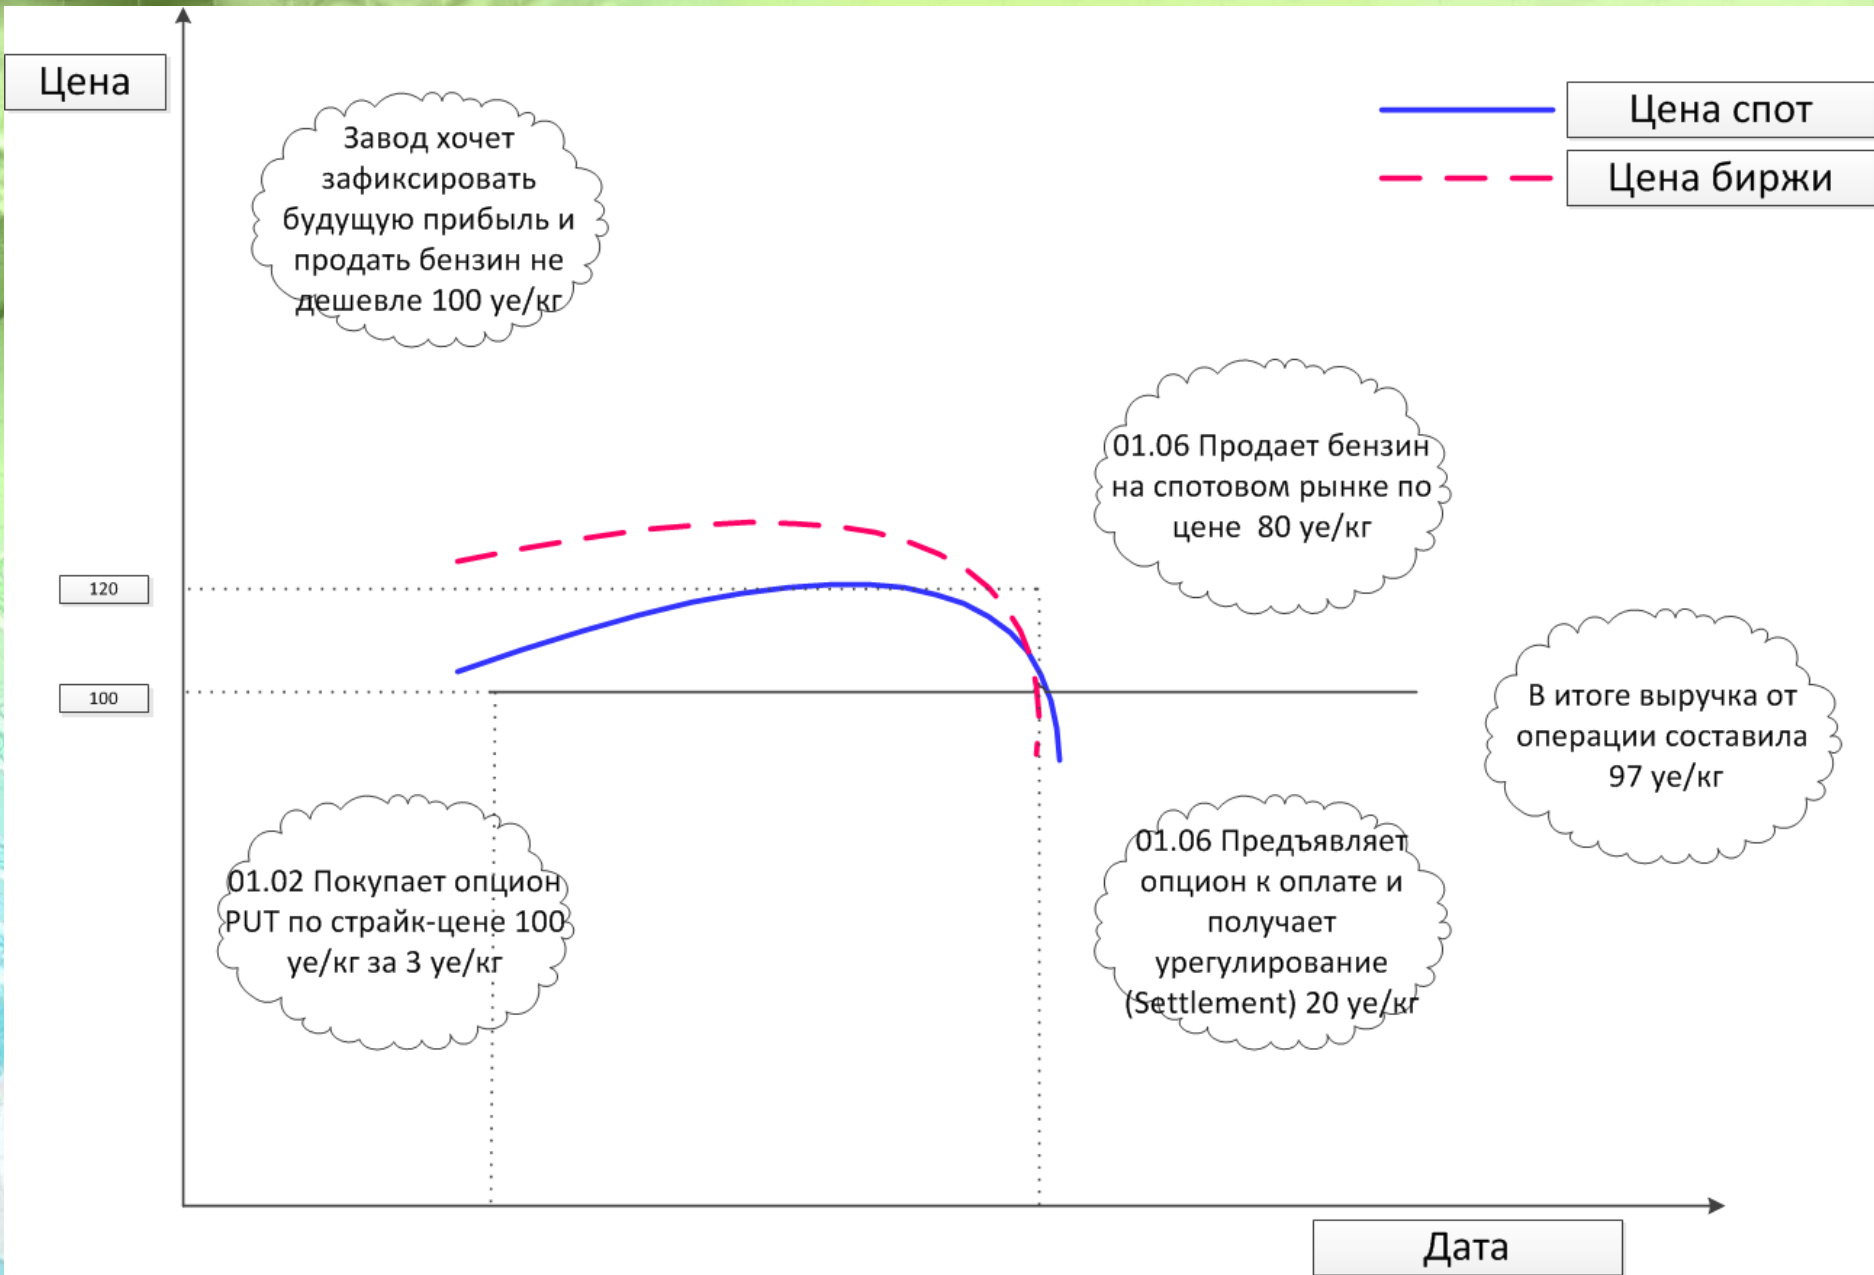 Цена
Завод хочет
зафиксировать
будущую прибыль и
продать бензин не
дешевле 100 уе/кг
Цена спот
Цена биржи
01.06 Продает бензин
на спотовом рынке по
цене 80 уе/кг
120
100
В итоге выручка от
операции составила
97 уе/кг
01.02 Покупает опцион
PUT по страйк-цене 100
уе/кг за 3 уе/кг
01.06 Предъявляет
опцион к оплате и
получает
урегулирование
(Settlement) 20 уе/кг
Дата